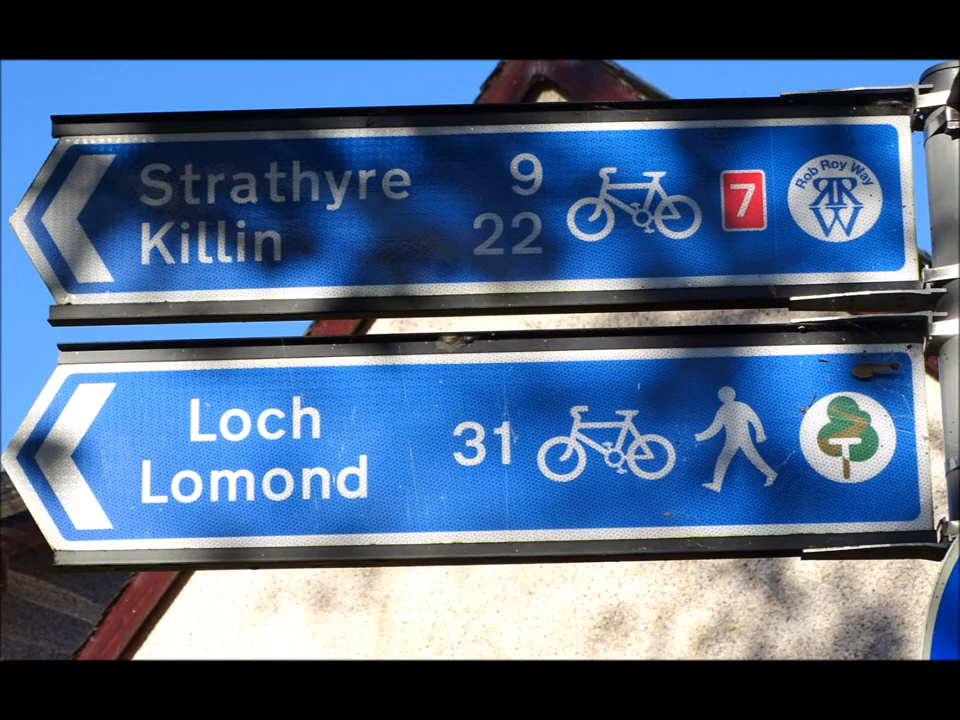 Strathyre 9
Killin 22
7
Rob Roy Way
RRW
Loch
Lomond
31